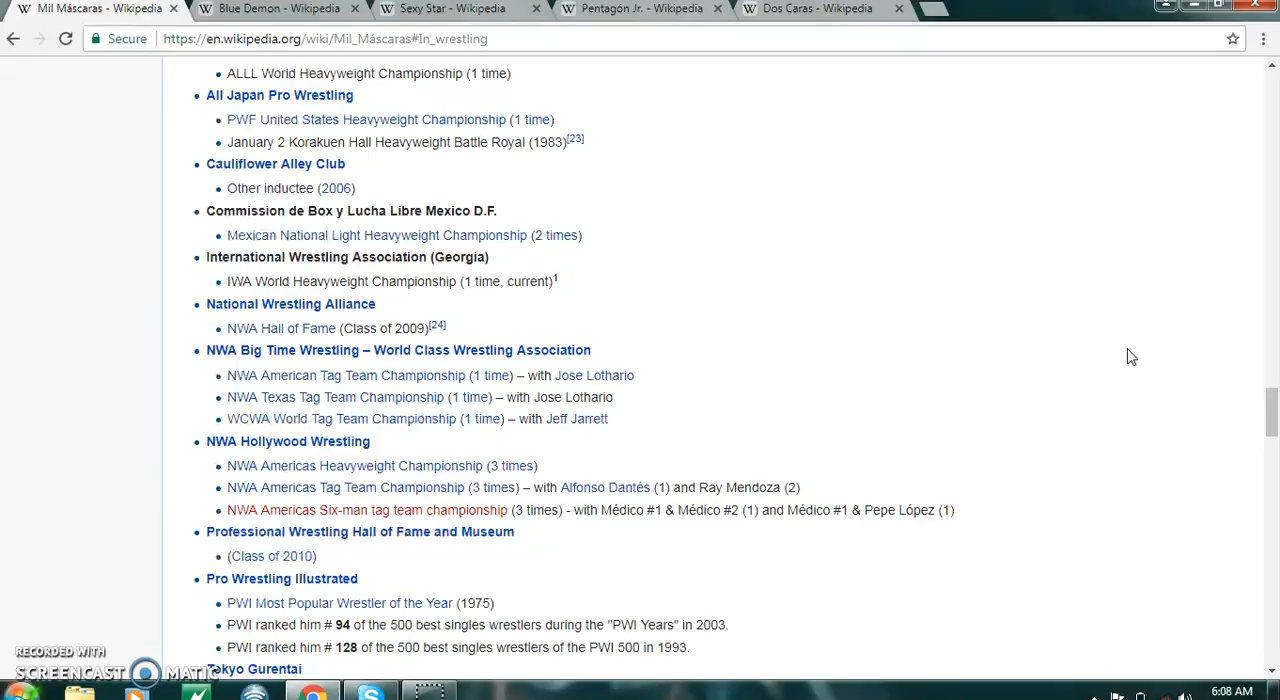 Mil Máscaras - Wikipedia
Blue Demon - Wikipedia
Sexy Star - Wikipedia
Pentagón Jr. - Wikipedia
Dos Caras - Wikipedia
Secure https://en.wikipedia.org/wiki/Mil_Máscaras#In_wrestling
ALLL World Heavyweight Championship (1 time)
All Japan Pro Wrestling
PWF United States Heavyweight Championship (1 time)
January 2 Korakuen Hall Heavyweight Battle Royal (1983)[23]
Cauliflower Alley Club
Other inductee (2006)
Commission de Box y Lucha Libre Mexico D.F.
Mexican National Light Heavyweight Championship (2 times)
International Wrestling Association (Georgia)
IWA World Heavyweight Championship (1 time, current)1
National Wrestling Alliance
NWA Hall of Fame (Class of 2009)[24]
NWA Big Time Wrestling – World Class Wrestling Association
NWA American Tag Team Championship (1 time) – with Jose Lothario
NWA Texas Tag Team Championship (1 time) – with Jose Lothario
WCWA World Tag Team Championship (1 time) – with Jeff Jarrett
NWA Hollywood Wrestling
NWA Americas Heavyweight Championship (3 times)
NWA Americas Tag Team Championship (3 times) – with Alfonso Dantés (1) and Ray Mendoza (2)
NWA Americas Six-man tag team championship (3 times) - with Médico #1 & Médico #2 (1) and Médico #1 & Pepe López (1)
Professional Wrestling Hall of Fame and Museum
(Class of 2010)
Pro Wrestling Illustrated
PWI Most Popular Wrestler of the Year (1975)
PWI ranked him # 94 of the 500 best singles wrestlers during the "PWI Years" in 2003.
PWI ranked him # 128 of the 500 best singles wrestlers of the PWI 500 in 1993.
Tokyo Gurentai
RECORDED WITH
SCREENCAST MATIC
6:08 AM